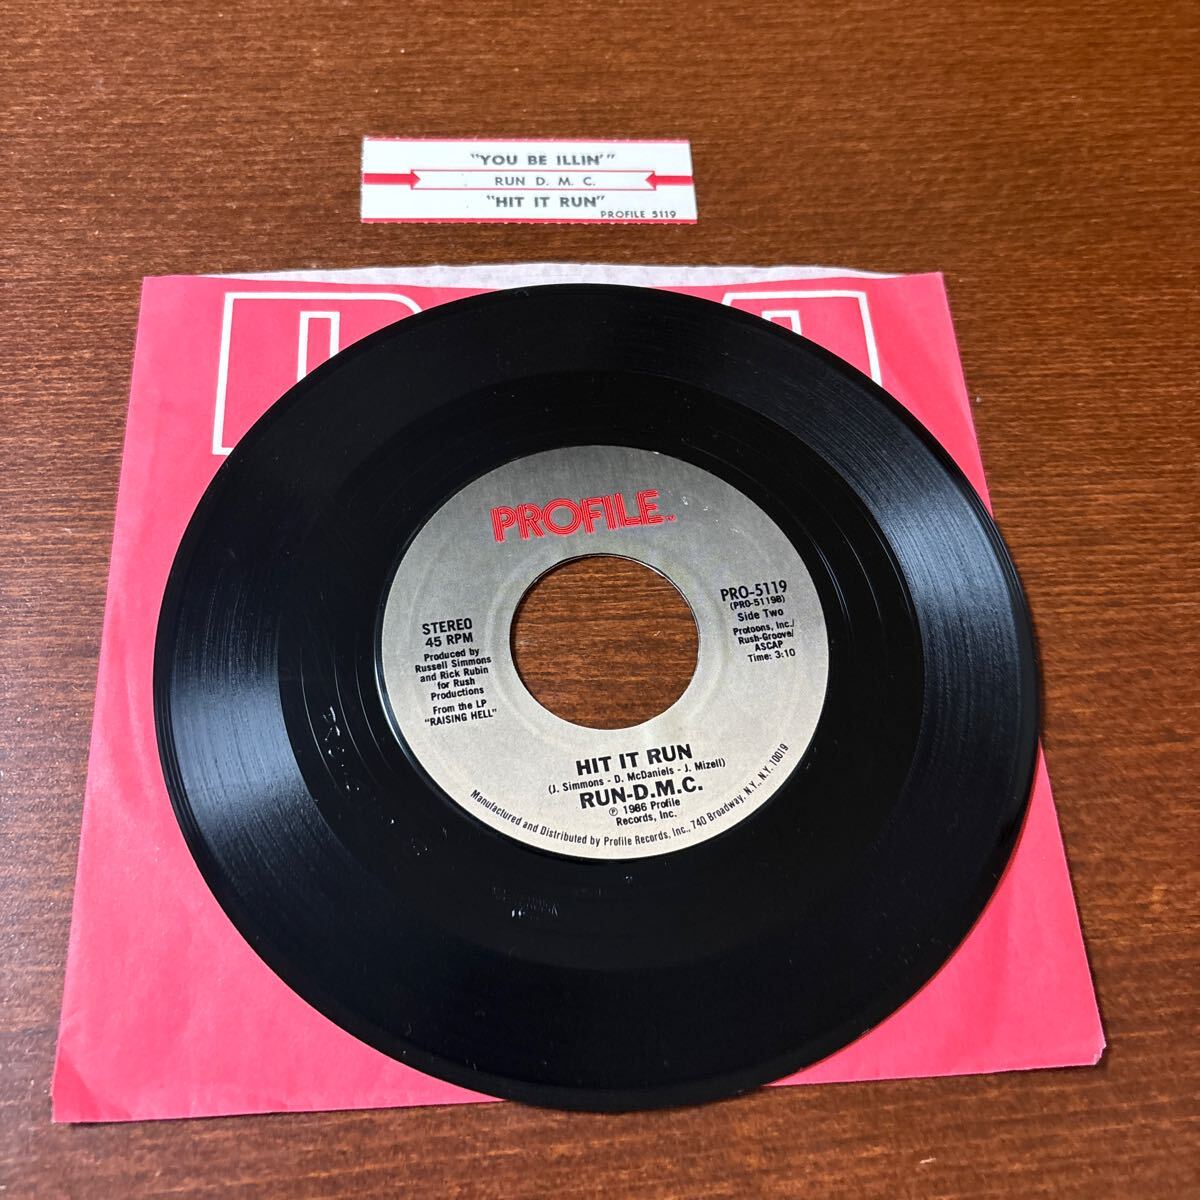 "YOU BE ILLIN'"
RUN D. M. C.
"HIT IT RUN"
PROFILE 5119
PROFILE.
STEREO
45 RPM
Produced by
Russell Simmons
and Rick Rubin
for Rush
Productions
From the LP
"RAISING HELL"
PRO-5119
(PRO-5119B)
Side Two
Protoons, Inc./
Rush-Groove/
ASCAP
Time: 3:10
HIT IT RUN
(J. Simmons - D. McDaniels - J. Mizell)
RUN-D.M.C.
℗ 1986 Profile
Records, Inc.
Manufactured and Distributed by Profile Records, Inc., 740 Broadway, N.Y., N.Y. 10019